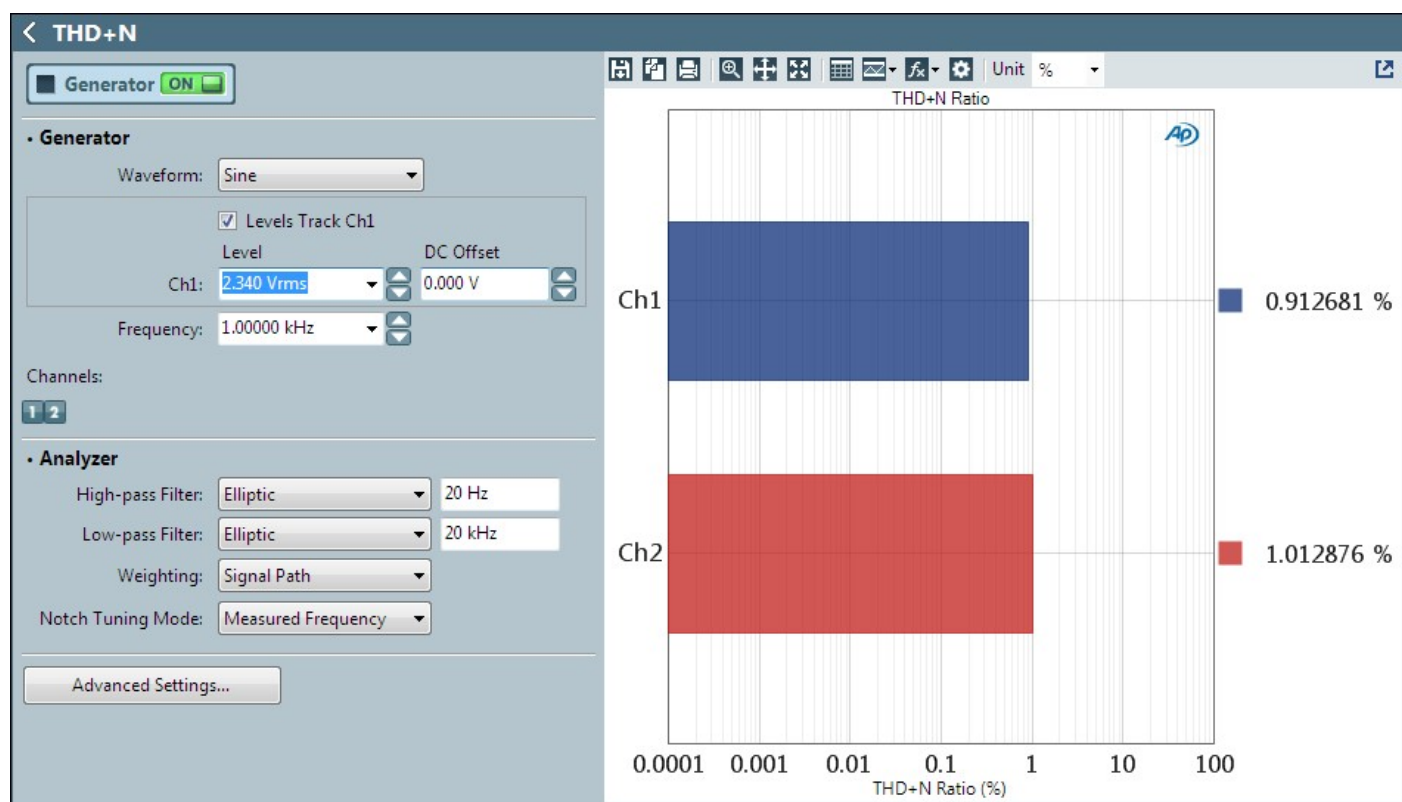 THD+N
Generator ON
Generator
Waveform: Sine
Levels Track Ch1
Level DC Offset
Ch1: 2.340 Vrms 0.000 V
Frequency: 1.00000 kHz
Channels:
1 2
Analyzer
High-pass Filter: Elliptic 20 Hz
Low-pass Filter: Elliptic 20 kHz
Weighting: Signal Path
Notch Tuning Mode: Measured Frequency
Advanced Settings...
fx Unit %
THD+N Ratio
AP
Ch1 0.912681 %
Ch2 1.012876 %
0.0001 0.001 0.01 0.1 1 10 100
THD+N Ratio (%)